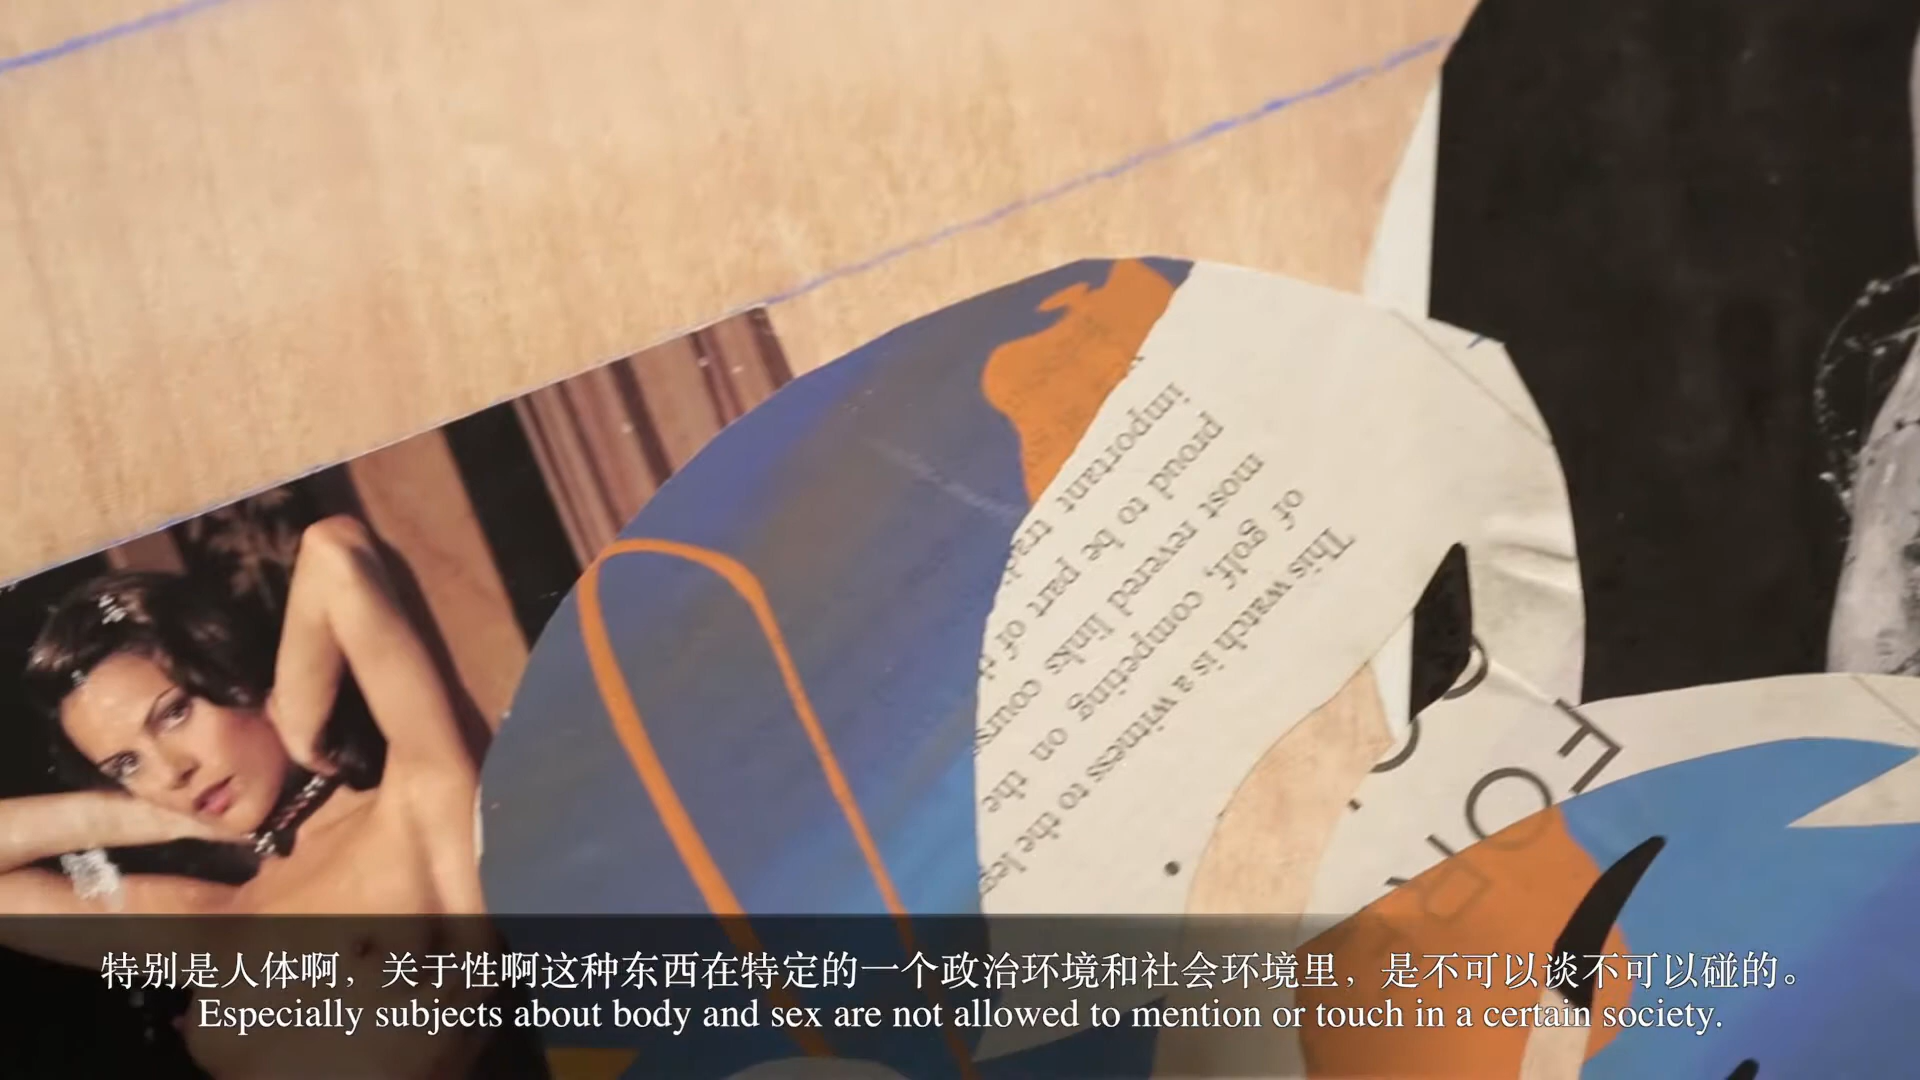 important trad
proud to be part of t
most revered links course
of golf, competing on the
This watch is a witness to the leg
FOR
特别是人体啊，关于性啊这种东西在特定的一个政治环境和社会环境里，是不可以谈不可以碰的。
Especially subjects about body and sex are not allowed to mention or touch in a certain society.